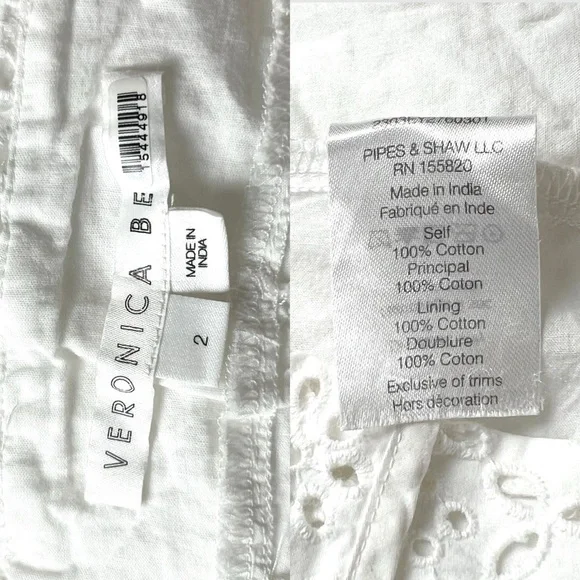 15444918
VERONICA BE
MADE IN
INDIA
2
PIPES & SHAW LLC
RN 155820
Made in India
Fabriqué en Inde
Self
100% Cotton
Principal
100% Coton
Lining
100% Cotton
Doublure
100% Coton
Exclusive of trims
Hors décoration